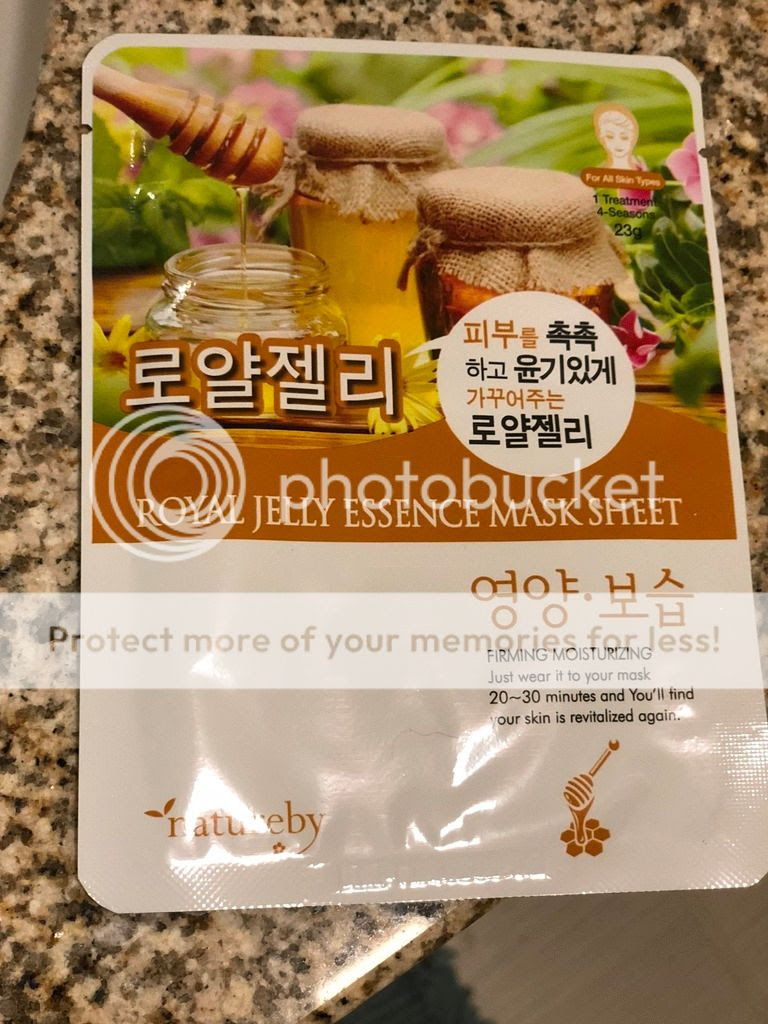 For All Skin Types
1 Treatment
4-Seasons
23g
피부를 촉촉
하고 윤기있게
가꾸어주는
로얄젤리
로얄젤리
photobucket
ROYAL JELLY ESSENCE MASK SHEET
영양·보습
Protect more of your memories for less!
FIRMING MOISTURIZING
Just wear it to your mask
20~30 minutes and You'll find
your skin is revitalized again.
natureby